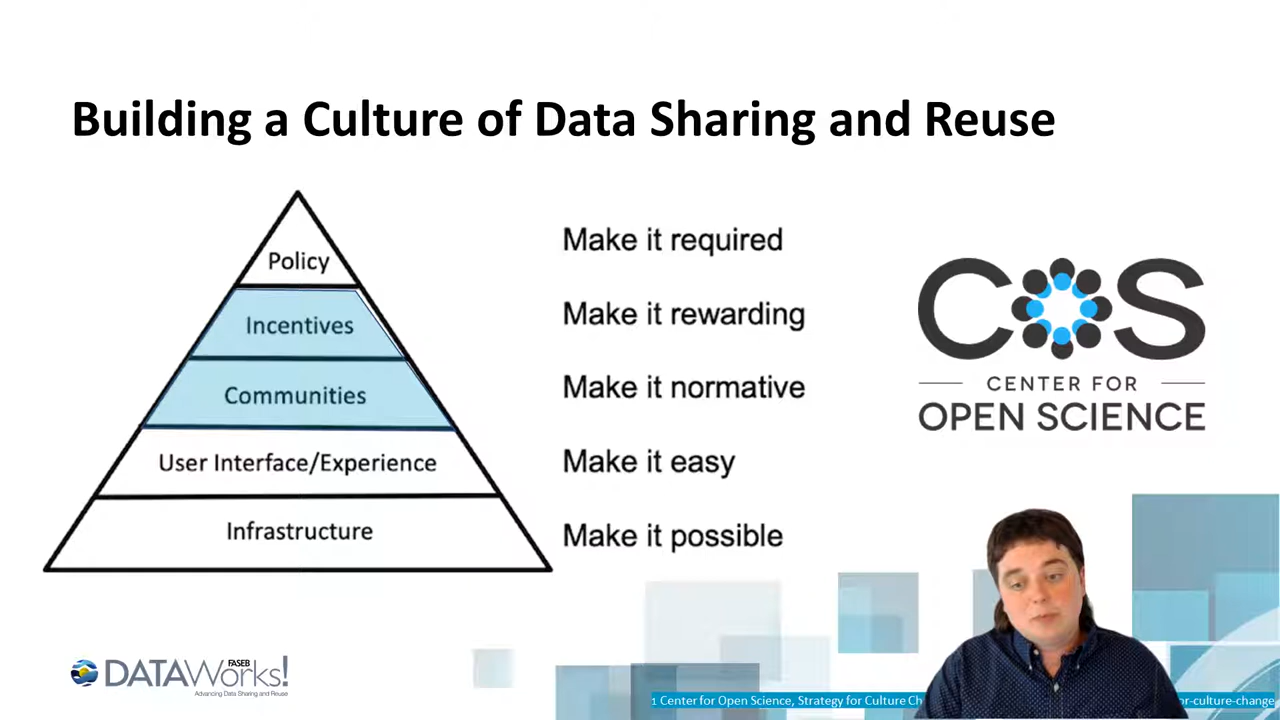 Building a Culture of Data Sharing and Reuse
Policy
Make it required
Incentives
Make it rewarding
Communities
Make it normative
User Interface/Experience
Make it easy
Infrastructure
Make it possible
COS
CENTER FOR
OPEN SCIENCE
FASEB
DATAWorks!
Advancing Data Sharing and Reuse
1 Center for Open Science, Strategy for Culture
or-culture-change